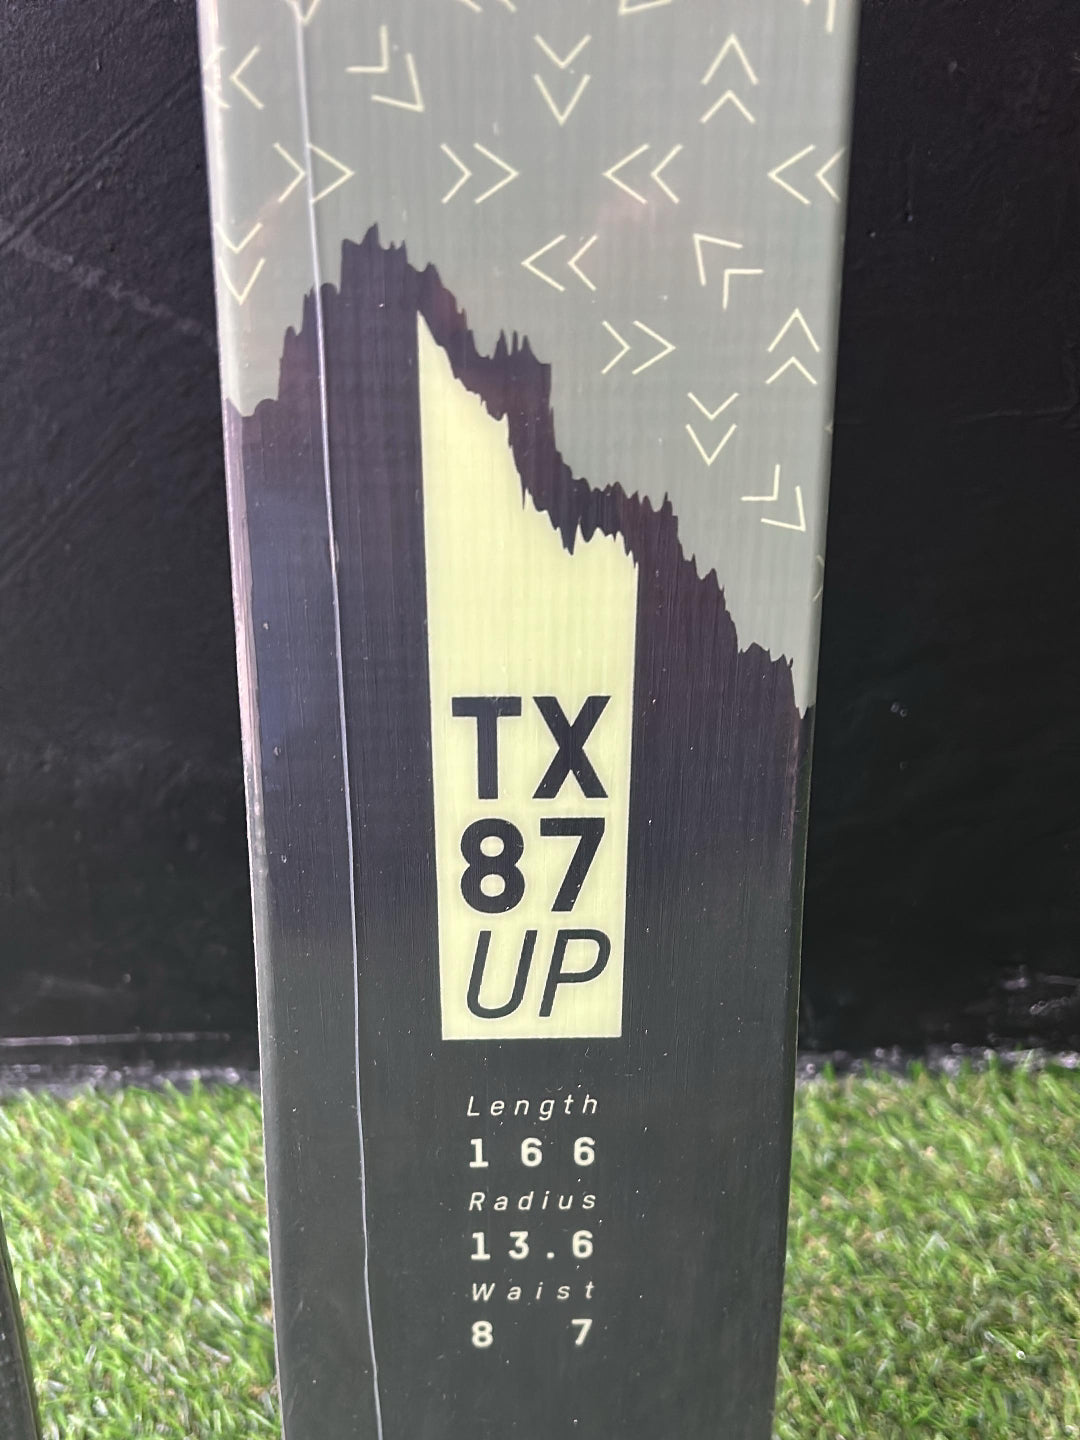 TX
87
UP
Length
166
Radius
13.6
Waist
87